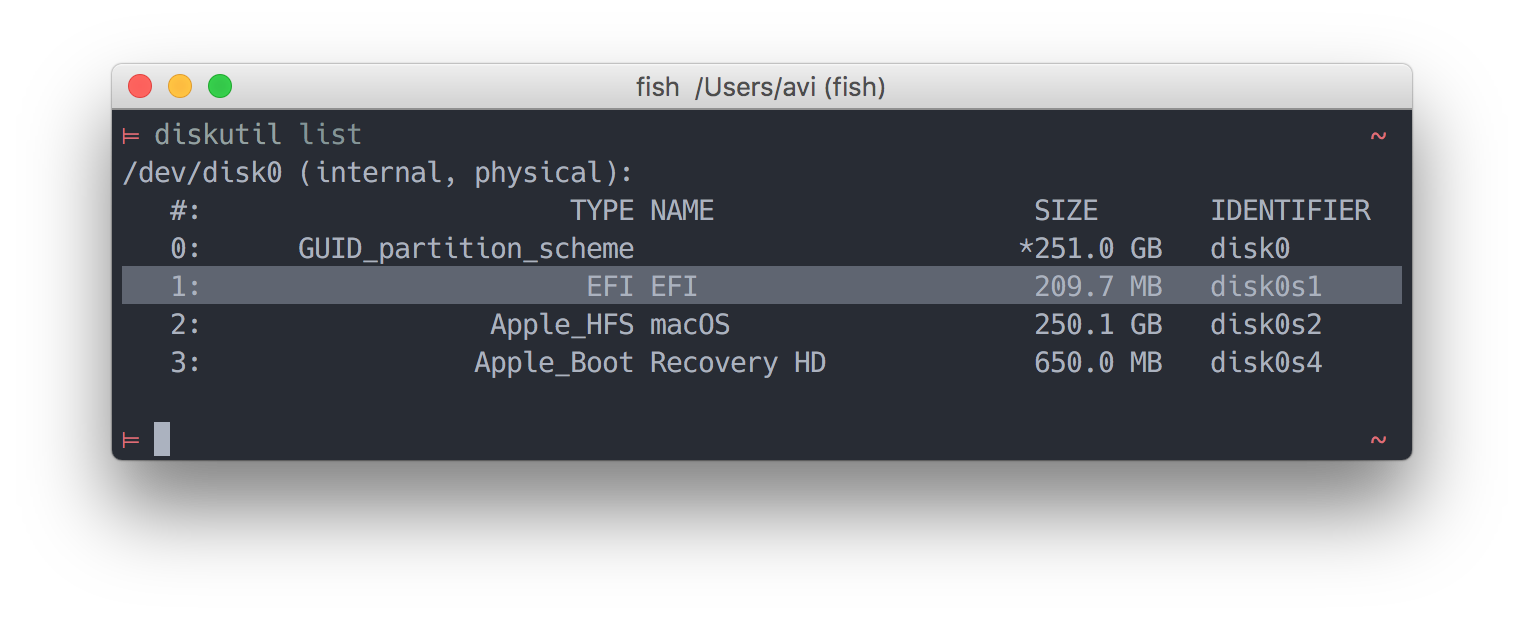 fish /Users/avi (fish)
⊨ diskutil list ~
/dev/disk0 (internal, physical):
#: TYPE NAME SIZE IDENTIFIER
0: GUID_partition_scheme *251.0 GB disk0
1: EFI EFI 209.7 MB disk0s1
2: Apple_HFS macOS 250.1 GB disk0s2
3: Apple_Boot Recovery HD 650.0 MB disk0s4
⊨ ~